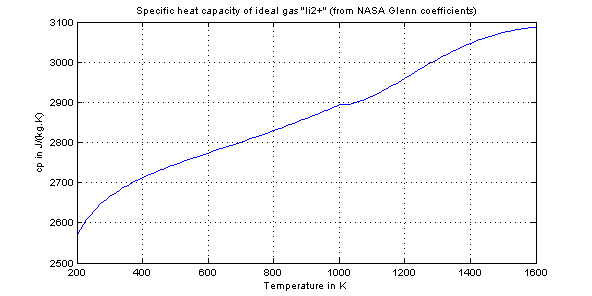 Specific heat capacity of ideal gas "li2+" (from NASA Glenn coefficients)
3100
3000
2900
2800
2700
2600
2500
cp in J/(kg.K)
200 400 600 800 1000 1200 1400 1600
Temperature in K